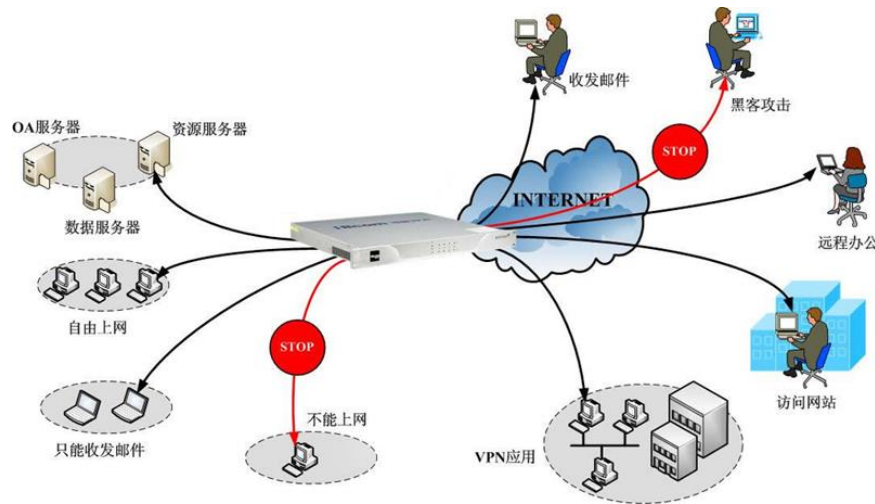 收发邮件
黑客攻击
OA服务器
资源服务器
STOP
数据服务器
INTERNET
远程办公
自由上网
STOP
访问网站
不能上网
只能收发邮件
VPN应用